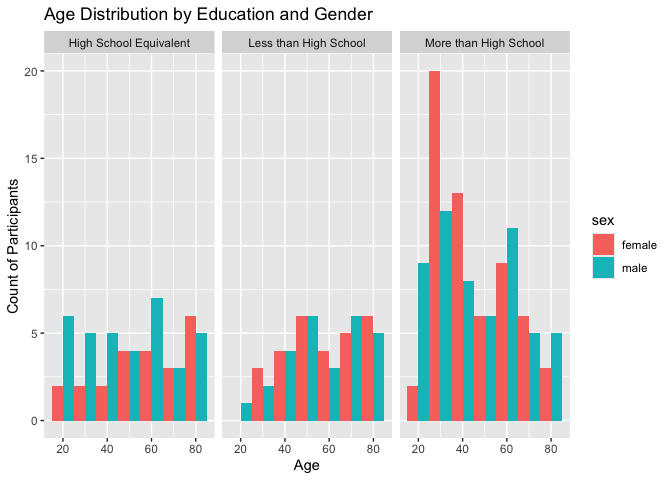 Age Distribution by Education and Gender
High School Equivalent
Less than High School
More than High School
20
15
10
5
0
Count of Participants
20 40 60 80
20 40 60 80
20 40 60 80
Age
sex
female
male